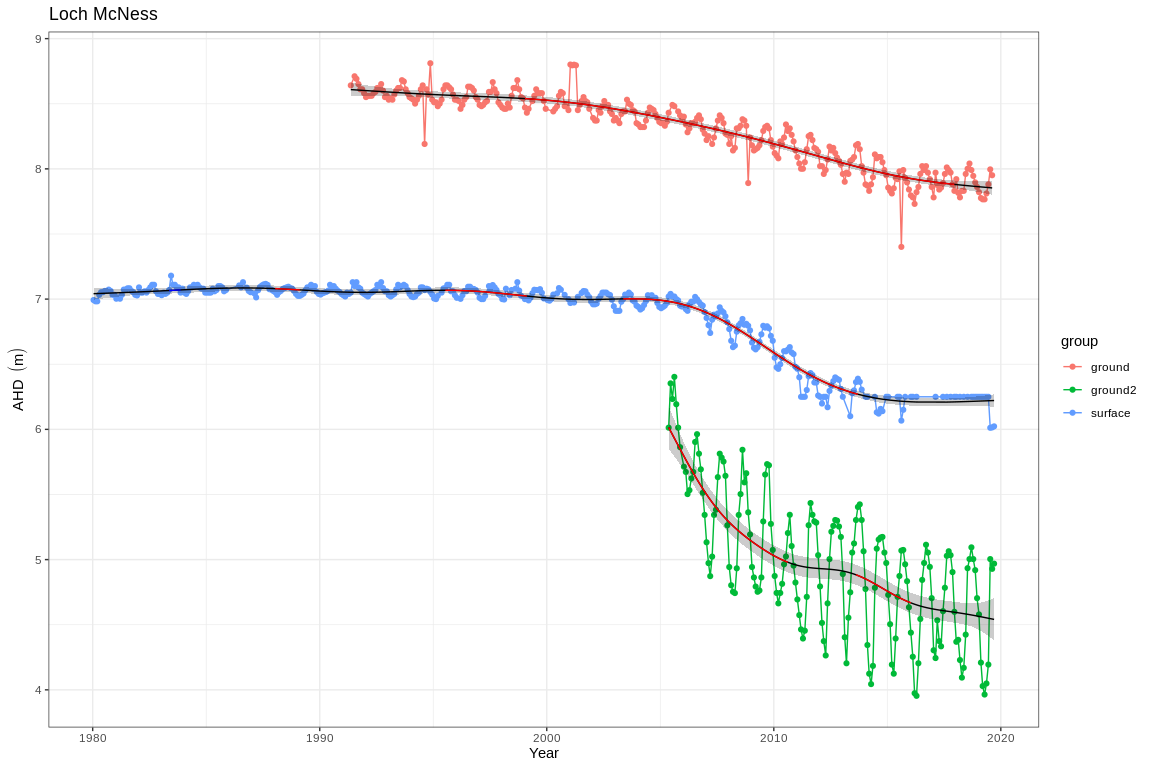 Loch McNess
9
8
7
6
5
4
AHD (m)
1980 1990 2000 2010 2020
Year
group
ground
ground2
surface